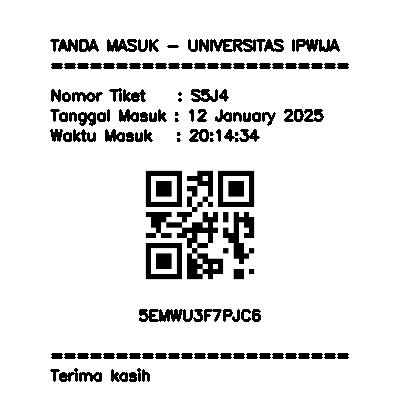 TANDA MASUK - UNIVERSITAS IPWIJA
========================
Nomor Tiket : S5J4
Tanggal Masuk : 12 January 2025
Waktu Masuk : 20:14:34
5EMWU3F7PJC6
========================
Terima kasih